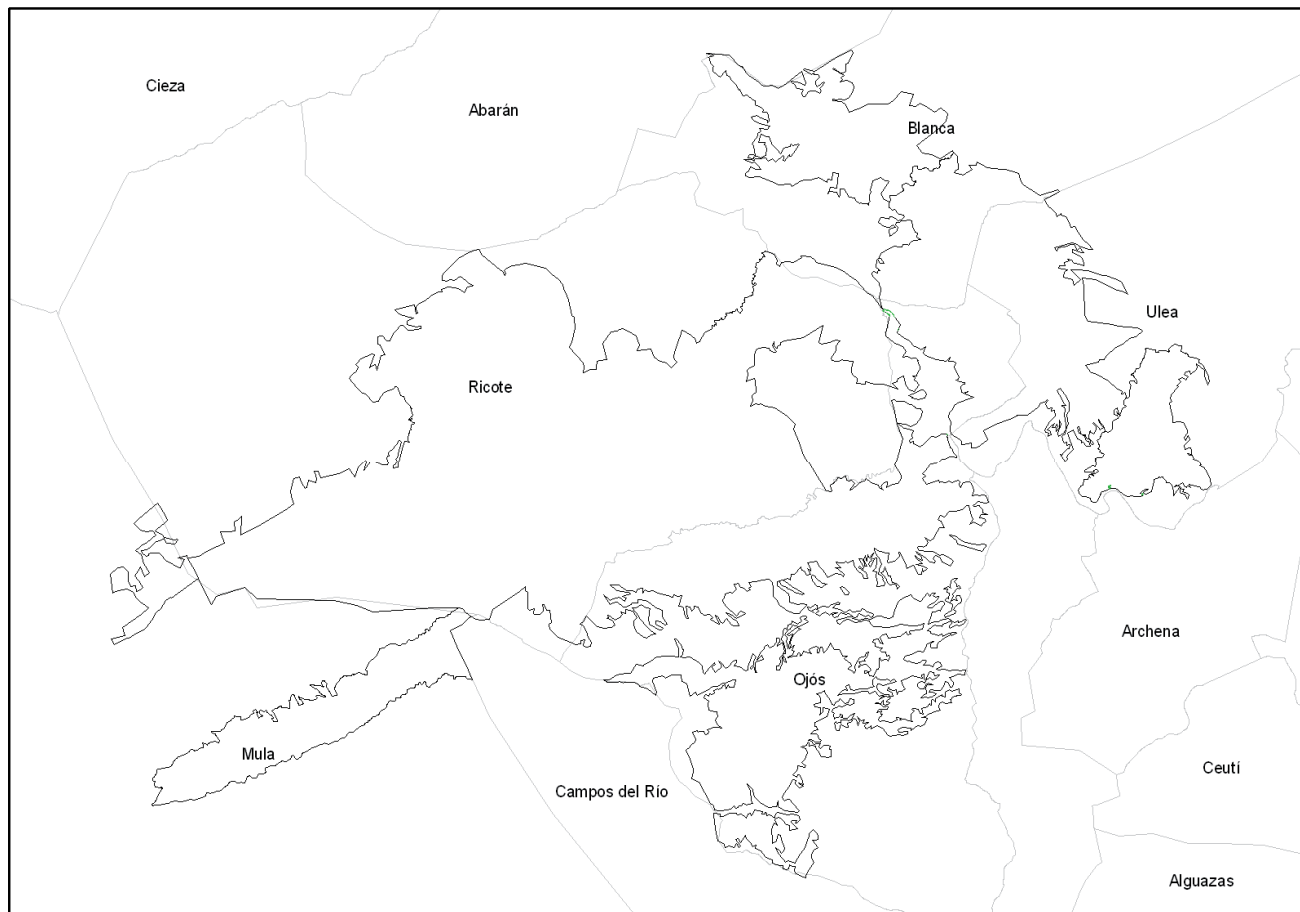 Cieza
Abarán
Blanca
Ulea
Ricote
Archena
Ojós
Mula
Ceutí
Campos del Río
Alguazas